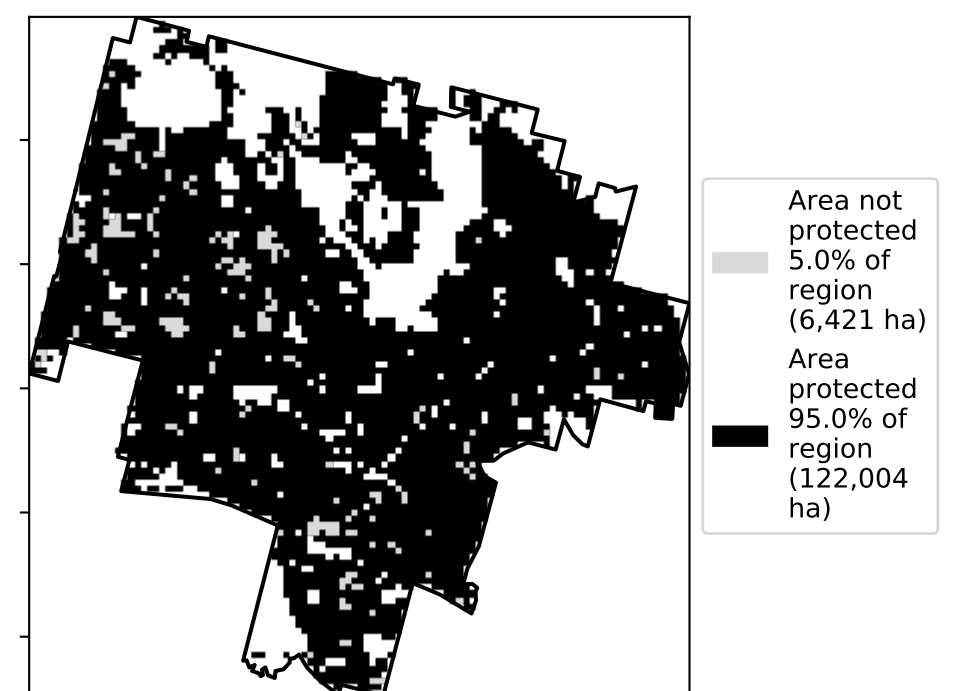 Area not
protected
5.0% of
region
(6,421 ha)
Area
protected
95.0% of
region
(122,004
ha)